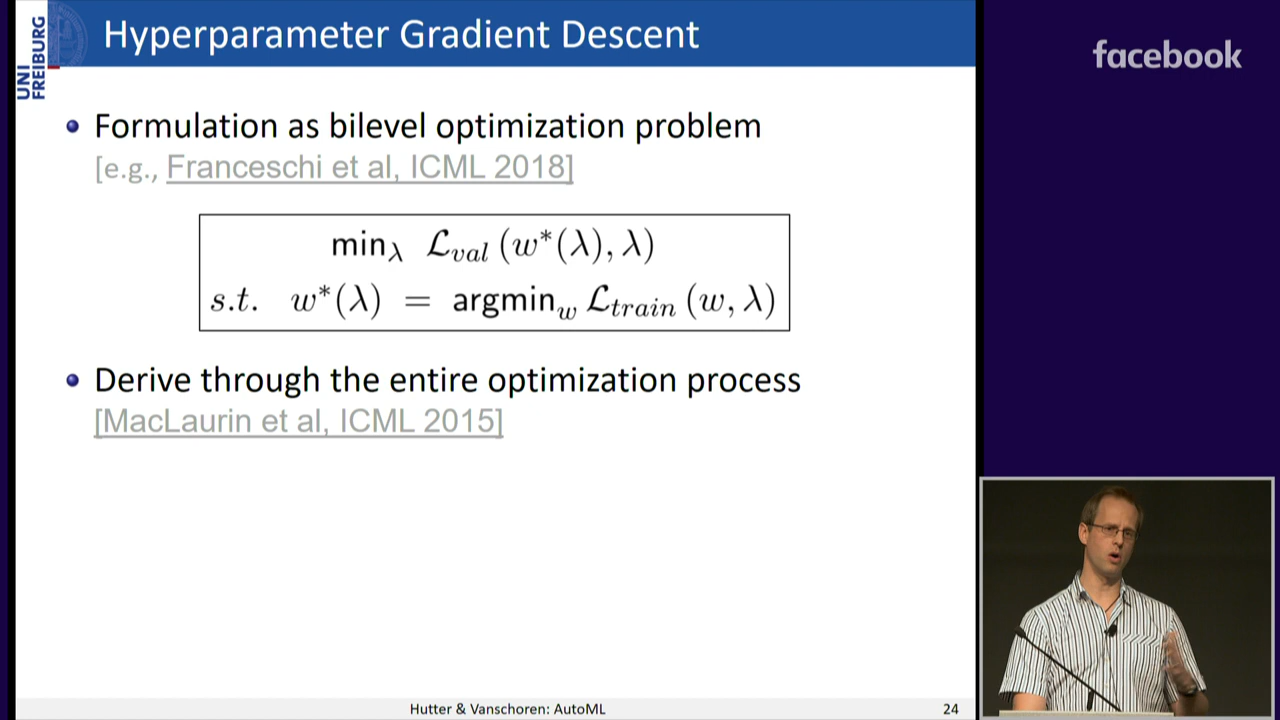 UNI
FREIBURG
Hyperparameter Gradient Descent
facebook
Formulation as bilevel optimization problem
[e.g., Franceschi et al, ICML 2018]
min_λ ℒ_val (w*(λ), λ)
s.t. w*(λ) = argmin_w ℒ_train (w, λ)
Derive through the entire optimization process
[MacLaurin et al, ICML 2015]
Hutter & Vanschoren: AutoML
24